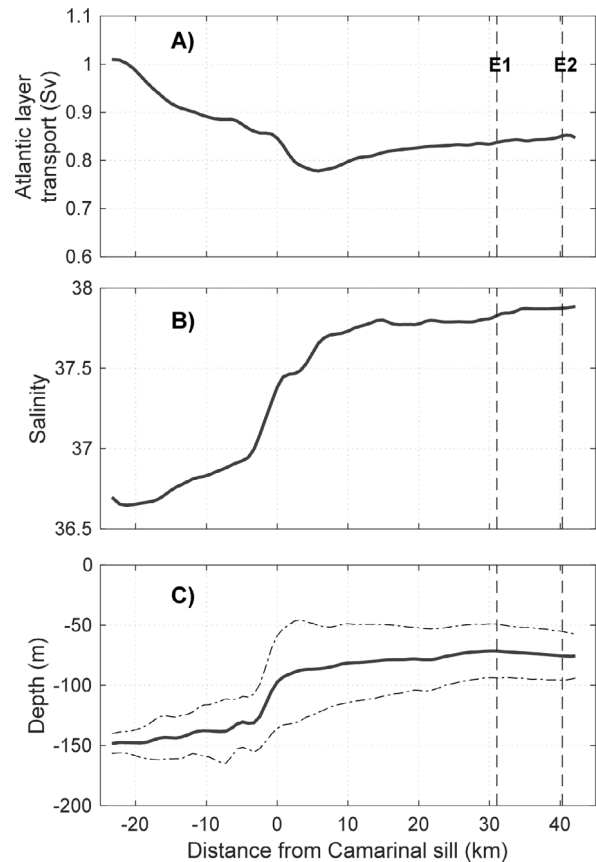 1.1
A)
1
E1 E2
0.9
0.8
0.7
0.6
Atlantic layer
transport (Sv)
38
B)
37.5
37
36.5
Salinity
0
C)
-50
-100
-150
-200
Depth (m)
-20 -10 0 10 20 30 40
Distance from Camarinal sill (km)